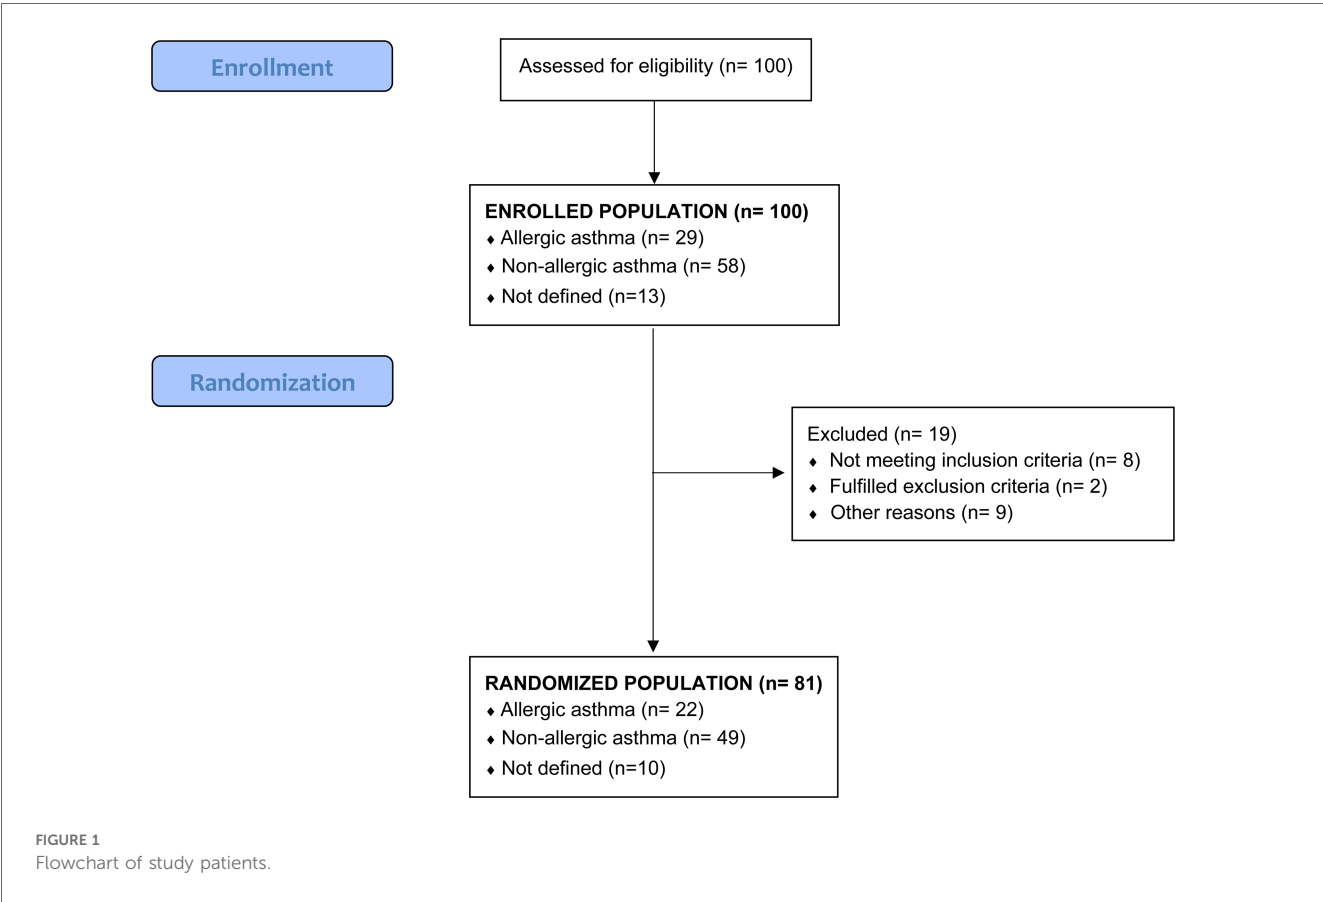 Enrollment
Assessed for eligibility (n= 100)
ENROLLED POPULATION (n= 100)
♦ Allergic asthma (n= 29)
♦ Non-allergic asthma (n= 58)
♦ Not defined (n=13)
Randomization
Excluded (n= 19)
♦ Not meeting inclusion criteria (n= 8)
♦ Fulfilled exclusion criteria (n= 2)
♦ Other reasons (n= 9)
RANDOMIZED POPULATION (n= 81)
♦ Allergic asthma (n= 22)
♦ Non-allergic asthma (n= 49)
♦ Not defined (n=10)
FIGURE 1
Flowchart of study patients.